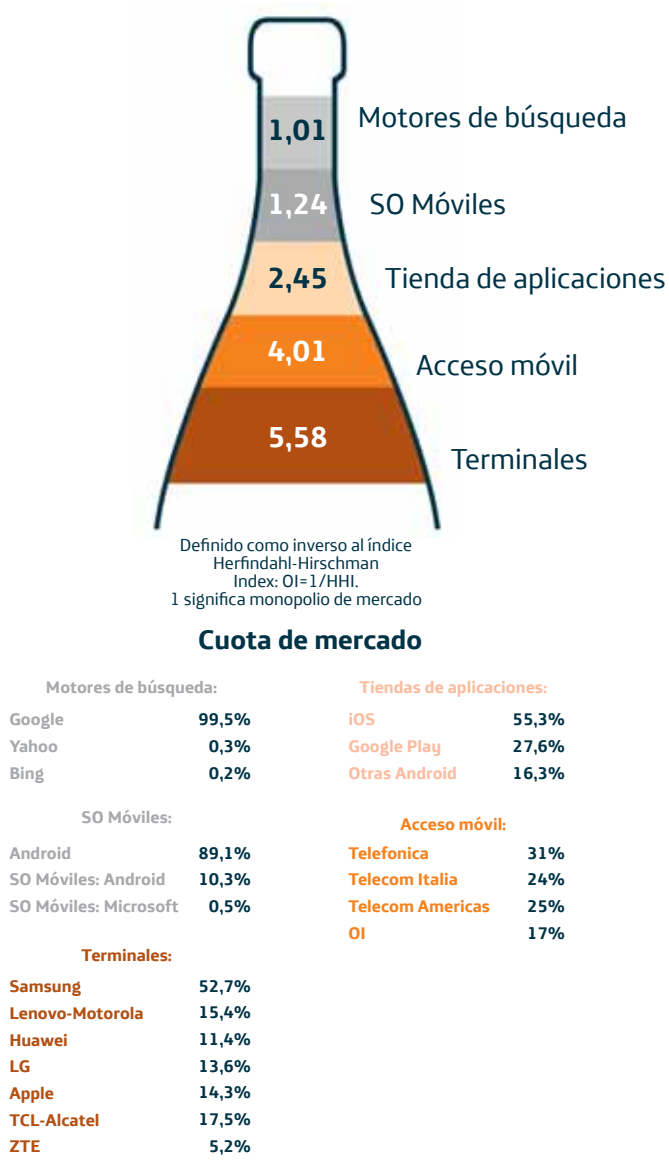 1,01 Motores de búsqueda
1,24 SO Móviles
2,45 Tienda de aplicaciones
4,01 Acceso móvil
5,58 Terminales
Definido como inverso al índice
Herfindahl-Hirschman
Index: OI=1/HHI.
1 significa monopolio de mercado
Cuota de mercado
Motores de búsqueda:
Google 99,5%
Yahoo 0,3%
Bing 0,2%
SO Móviles:
Android 89,1%
SO Móviles: Android 10,3%
SO Móviles: Microsoft 0,5%
Terminales:
Samsung 52,7%
Lenovo-Motorola 15,4%
Huawei 11,4%
LG 13,6%
Apple 14,3%
TCL-Alcatel 17,5%
ZTE 5,2%
Tiendas de aplicaciones:
iOS 55,3%
Google Play 27,6%
Otras Android 16,3%
Acceso móvil:
Telefonica 31%
Telecom Italia 24%
Telecom Americas 25%
OI 17%